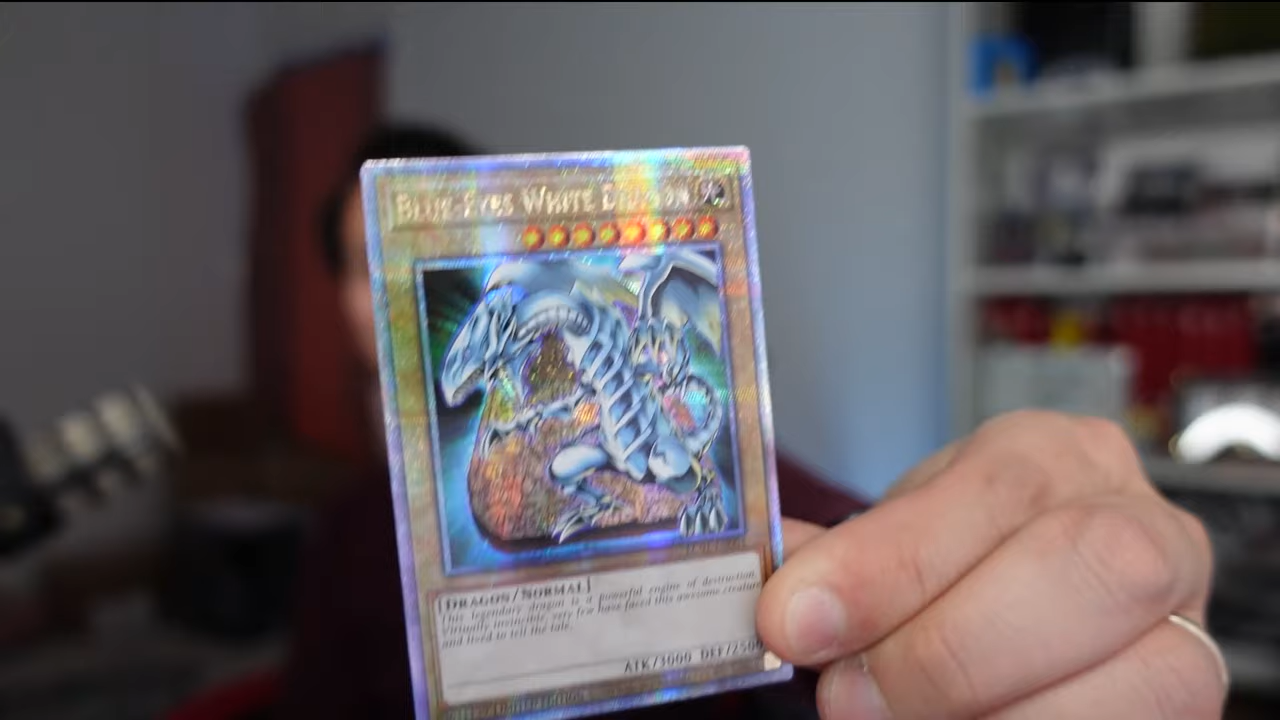 BLUE-EYES WHITE DRAGON
[DRAGON/NORMAL]
This legendary dragon is a powerful engine of destruction.
Virtually invincible, very few have faced this awesome creature
and lived to tell the tale.
ATK/3000 DEF/2500